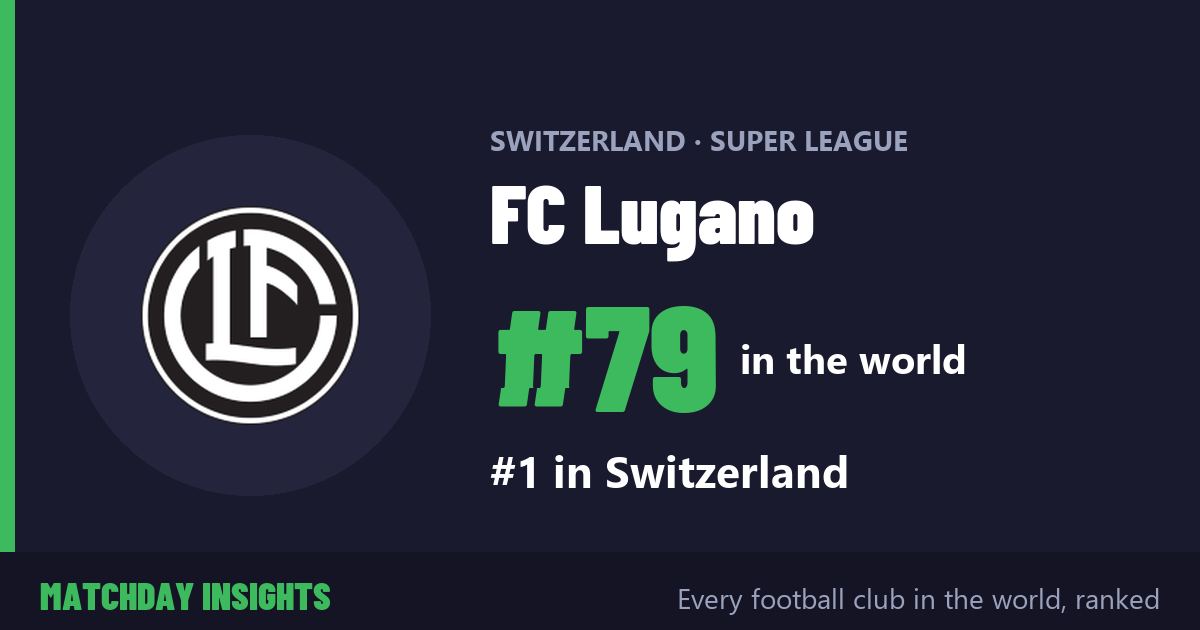 SWITZERLAND · SUPER LEAGUE
FC Lugano
FCL
#79 in the world
#1 in Switzerland
MATCHDAY INSIGHTS
Every football club in the world, ranked